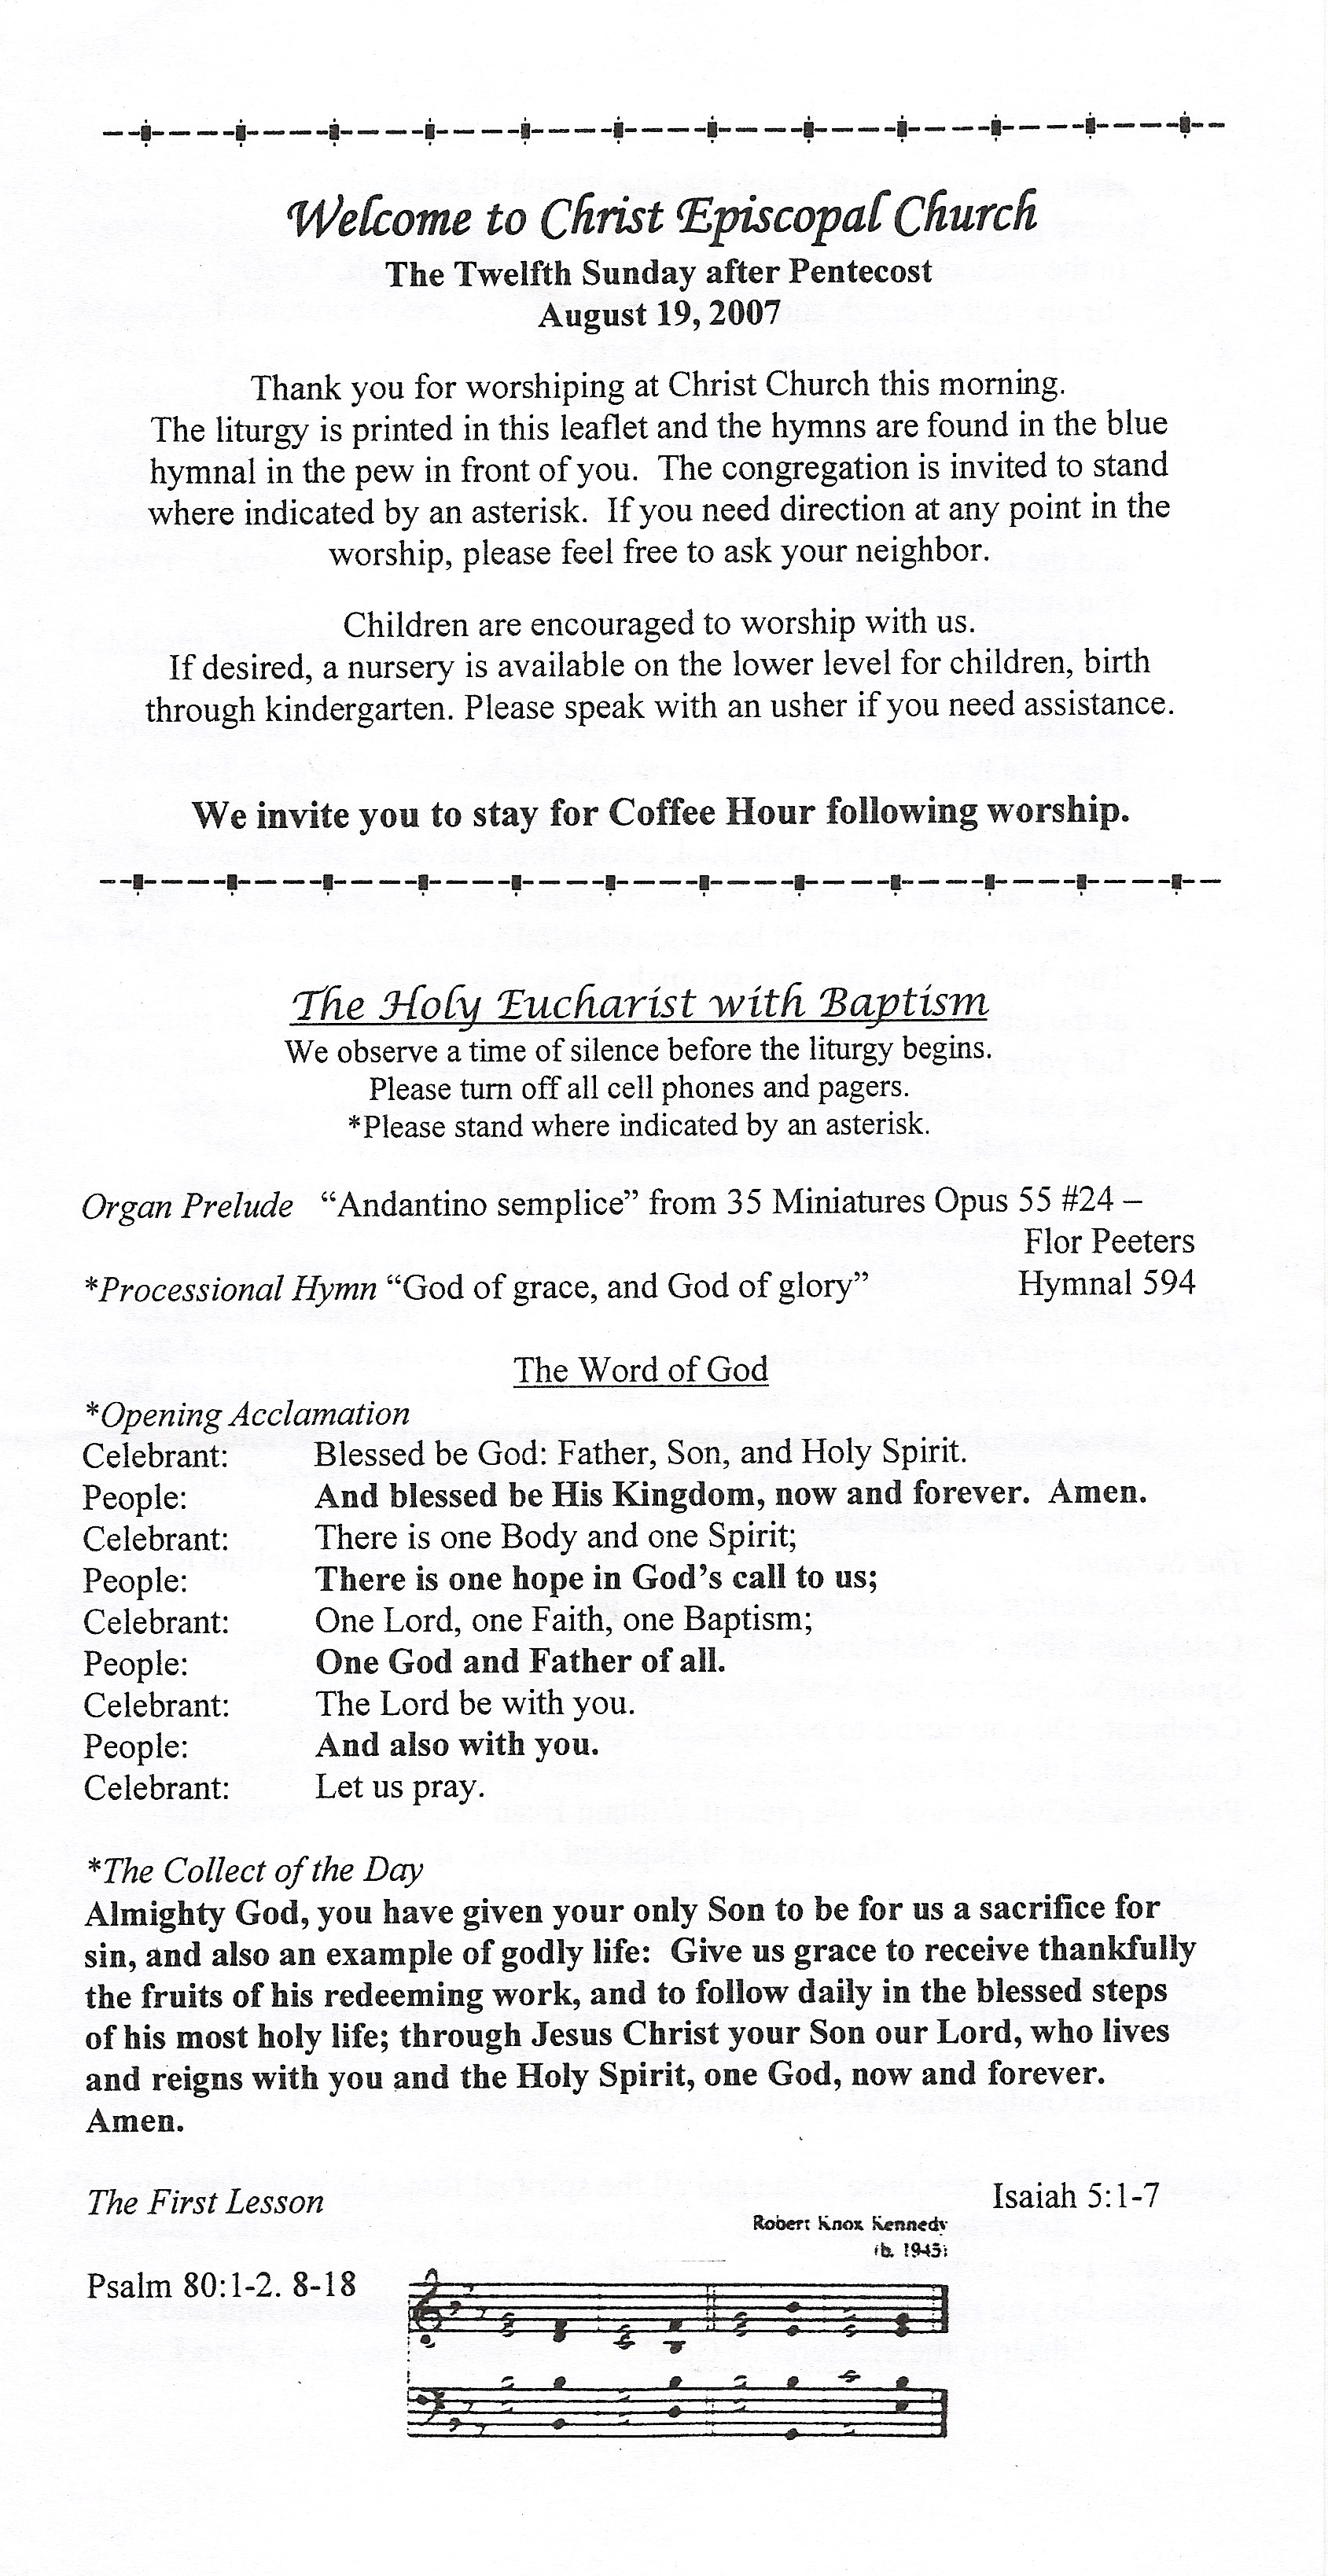 Welcome to Christ Episcopal Church
The Twelfth Sunday after Pentecost
August 19, 2007
Thank you for worshiping at Christ Church this morning.
The liturgy is printed in this leaflet and the hymns are found in the blue
hymnal in the pew in front of you. The congregation is invited to stand
where indicated by an asterisk. If you need direction at any point in the
worship, please feel free to ask your neighbor.
Children are encouraged to worship with us.
If desired, a nursery is available on the lower level for children, birth
through kindergarten. Please speak with an usher if you need assistance.
We invite you to stay for Coffee Hour following worship.
The Holy Eucharist with Baptism
We observe a time of silence before the liturgy begins.
Please turn off all cell phones and pagers.
*Please stand where indicated by an asterisk.
Organ Prelude “Andantino semplice” from 35 Miniatures Opus 55 #24 –
Flor Peeters
*Processional Hymn “God of grace, and God of glory” Hymnal 594
The Word of God
*Opening Acclamation
Celebrant: Blessed be God: Father, Son, and Holy Spirit.
People: And blessed be His Kingdom, now and forever. Amen.
Celebrant: There is one Body and one Spirit;
People: There is one hope in God’s call to us;
Celebrant: One Lord, one Faith, one Baptism;
People: One God and Father of all.
Celebrant: The Lord be with you.
People: And also with you.
Celebrant: Let us pray.
*The Collect of the Day
Almighty God, you have given your only Son to be for us a sacrifice for
sin, and also an example of godly life: Give us grace to receive thankfully
the fruits of his redeeming work, and to follow daily in the blessed steps
of his most holy life; through Jesus Christ your Son our Lord, who lives
and reigns with you and the Holy Spirit, one God, now and forever.
Amen.
The First Lesson Isaiah 5:1-7
Robert Knox Kennedy
(b. 1945)
Psalm 80:1-2. 8-18